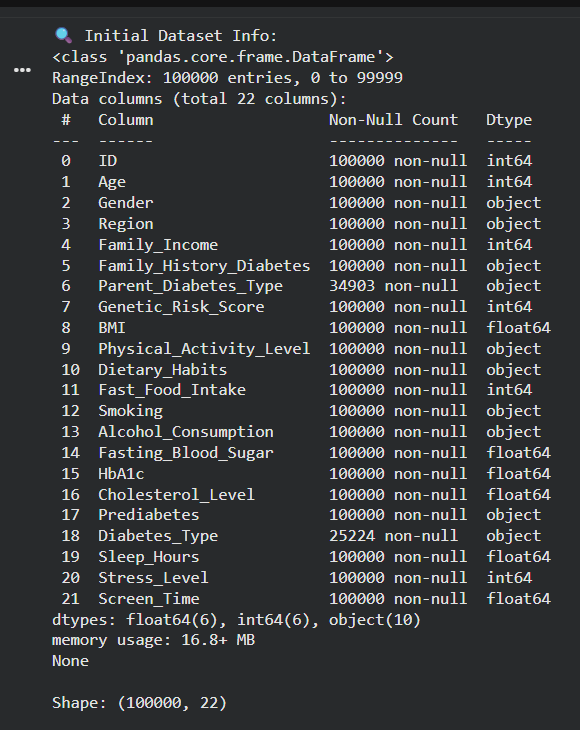 🔍 Initial Dataset Info:
<class 'pandas.core.frame.DataFrame'>
RangeIndex: 100000 entries, 0 to 99999
Data columns (total 22 columns):
 #   Column                   Non-Null Count   Dtype
---  ------                   --------------   -----
 0   ID                       100000 non-null  int64
 1   Age                      100000 non-null  int64
 2   Gender                   100000 non-null  object
 3   Region                   100000 non-null  object
 4   Family_Income            100000 non-null  int64
 5   Family_History_Diabetes  100000 non-null  object
 6   Parent_Diabetes_Type     34903 non-null   object
 7   Genetic_Risk_Score       100000 non-null  int64
 8   BMI                      100000 non-null  float64
 9   Physical_Activity_Level  100000 non-null  object
 10  Dietary_Habits           100000 non-null  object
 11  Fast_Food_Intake         100000 non-null  int64
 12  Smoking                  100000 non-null  object
 13  Alcohol_Consumption      100000 non-null  object
 14  Fasting_Blood_Sugar      100000 non-null  float64
 15  HbA1c                    100000 non-null  float64
 16  Cholesterol_Level        100000 non-null  float64
 17  Prediabetes              100000 non-null  object
 18  Diabetes_Type            25224 non-null   object
 19  Sleep_Hours              100000 non-null  float64
 20  Stress_Level             100000 non-null  int64
 21  Screen_Time              100000 non-null  float64
dtypes: float64(6), int64(6), object(10)
memory usage: 16.8+ MB
None

Shape: (100000, 22)